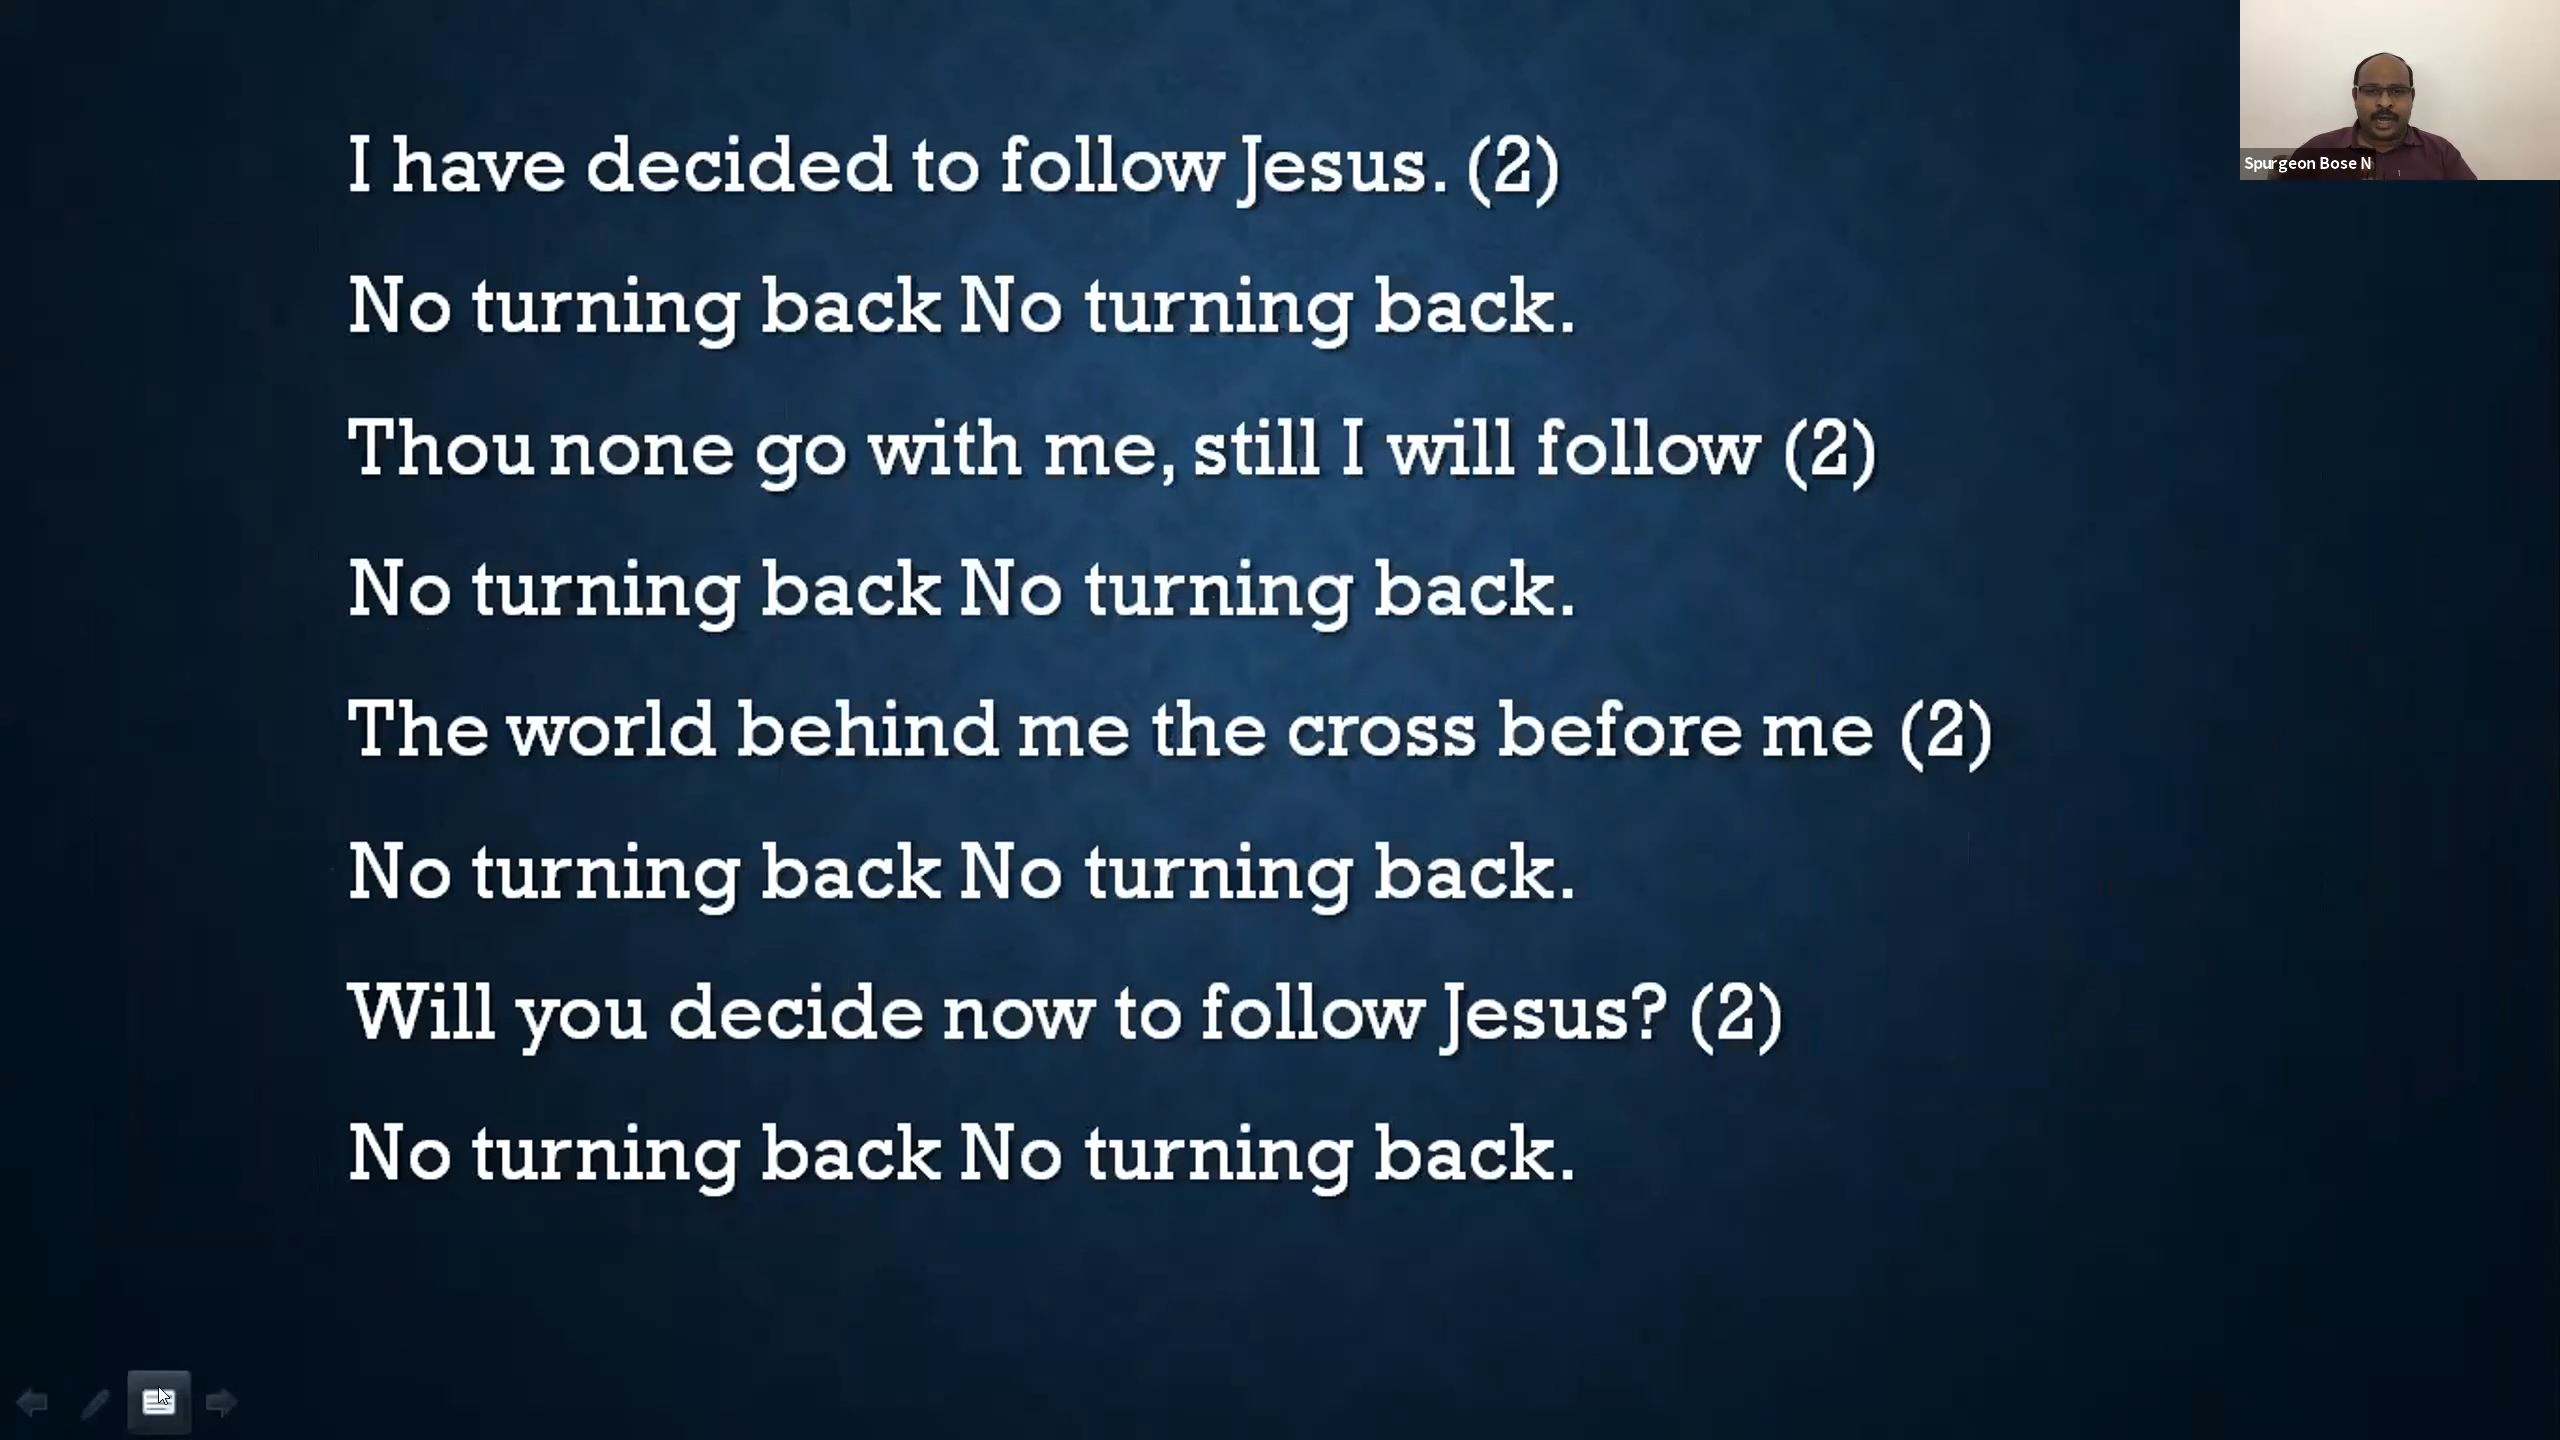 I have decided to follow Jesus. (2)
No turning back No turning back.
Thou none go with me, still I will follow (2)
No turning back No turning back.
The world behind me the cross before me (2)
No turning back No turning back.
Will you decide now to follow Jesus? (2)
No turning back No turning back.
Spurgeon Bose N